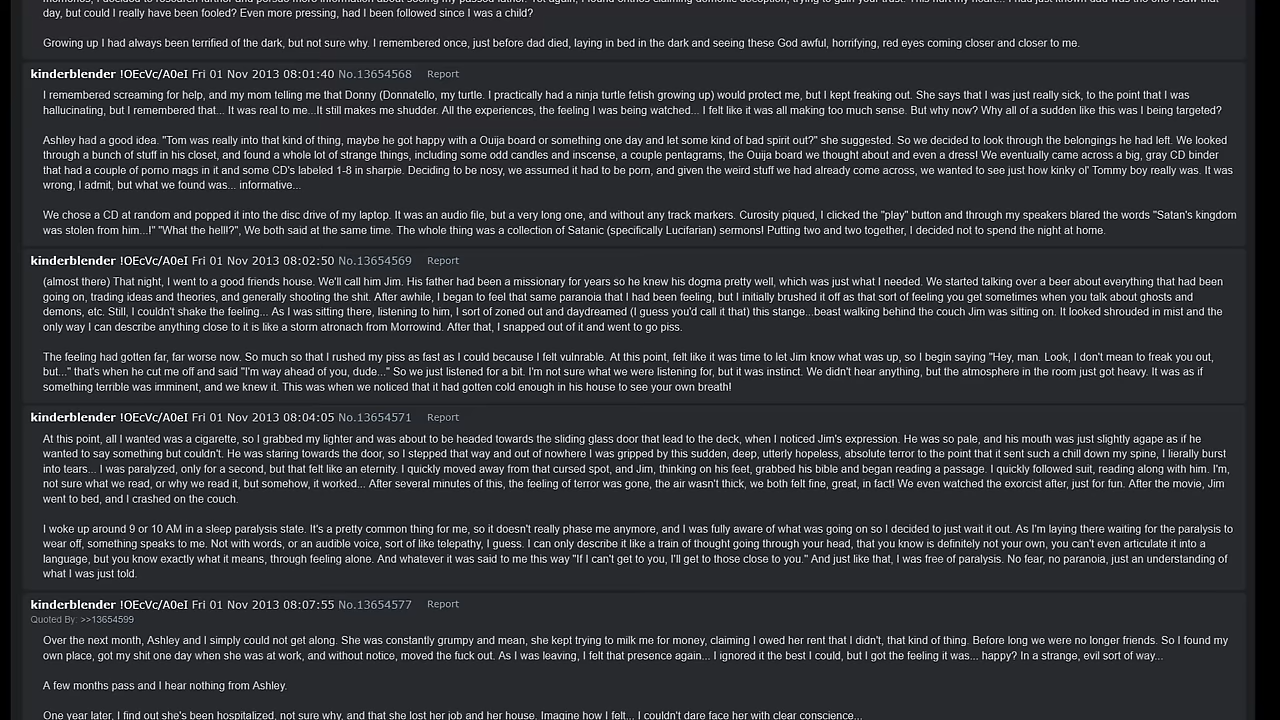 day, but could I really have been fooled? Even more pressing, had I been followed since I was a child?
Growing up I had always been terrified of the dark, but not sure why. I remembered once, just before dad died, laying in bed in the dark and seeing these God awful, horrifying, red eyes coming closer and closer to me.
kinderblender !OEcVc/A0eI Fri 01 Nov 2013 08:01:40 No.13654568 Report
I remembered screaming for help, and my mom telling me that Donny (Donnatello, my turtle. I practically had a ninja turtle fetish growing up) would protect me, but I kept freaking out. She says that I was just really sick, to the point that I was
hallucinating, but I remembered that... It was real to me...It still makes me shudder. All the experiences, the feeling I was being watched... I felt like it was all making too much sense. But why now? Why all of a sudden like this was I being targeted?
Ashley had a good idea. "Tom was really into that kind of thing, maybe he got happy with a Ouija board or something one day and let some kind of bad spirit out?" she suggested. So we decided to look through the belongings he had left. We looked
through a bunch of stuff in his closet, and found a whole lot of strange things, including some odd candles and inscense, a couple pentagrams, the Ouija board we thought about and even a dress! We eventually came across a big, gray CD binder
that had a couple of porno mags in it and some CD's labeled 1-8 in sharpie. Deciding to be nosy, we assumed it had to be porn, and given the weird stuff we had already come across, we wanted to see just how kinky ol' Tommy boy really was. It was
wrong, I admit, but what we found was... informative...
We chose a CD at random and popped it into the disc drive of my laptop. It was an audio file, but a very long one, and without any track markers. Curosity piqued, I clicked the "play" button and through my speakers blared the words "Satan's kingdom
was stolen from him...!" "What the hell!?", We both said at the same time. The whole thing was a collection of Satanic (specifically Lucifarian) sermons! Putting two and two together, I decided not to spend the night at home.
kinderblender !OEcVc/A0eI Fri 01 Nov 2013 08:02:50 No.13654569 Report
(almost there) That night, I went to a good friends house. We'll call him Jim. His father had been a missionary for years so he knew his dogma pretty well, which was just what I needed. We started talking over a beer about everything that had been
going on, trading ideas and theories, and generally shooting the shit. After awhile, I began to feel that same paranoia that I had been feeling, but I initially brushed it off as that sort of feeling you get sometimes when you talk about ghosts and
demons, etc. Still, I couldn't shake the feeling... As I was sitting there, listening to him, I sort of zoned out and daydreamed (I guess you'd call it that) this stange...beast walking behind the couch Jim was sitting on. It looked shrouded in mist and the
only way I can describe anything close to it is like a storm atronach from Morrowind. After that, I snapped out of it and went to go piss.
The feeling had gotten far, far worse now. So much so that I rushed my piss as fast as I could because I felt vulnrable. At this point, felt like it was time to let Jim know what was up, so I begin saying "Hey, man. Look, I don't mean to freak you out,
but..." that's when he cut me off and said "I'm way ahead of you, dude..." So we just listened for a bit. I'm not sure what we were listening for, but it was instinct. We didn't hear anything, but the atmosphere in the room just got heavy. It was as if
something terrible was imminent, and we knew it. This was when we noticed that it had gotten cold enough in his house to see your own breath!
kinderblender !OEcVc/A0eI Fri 01 Nov 2013 08:04:05 No.13654571 Report
At this point, all I wanted was a cigarette, so I grabbed my lighter and was about to be headed towards the sliding glass door that lead to the deck, when I noticed Jim's expression. He was so pale, and his mouth was just slightly agape as if he
wanted to say something but couldn't. He was staring towards the door, so I stepped that way and out of nowhere I was gripped by this sudden, deep, utterly hopeless, absolute terror to the point that it sent such a chill down my spine, I lierally burst
into tears... I was paralyzed, only for a second, but that felt like an eternity. I quickly moved away from that cursed spot, and Jim, thinking on his feet, grabbed his bible and began reading a passage. I quickly followed suit, reading along with him. I'm,
not sure what we read, or why we read it, but somehow, it worked... After several minutes of this, the feeling of terror was gone, the air wasn't thick, we both felt fine, great, in fact! We even watched the exorcist after, just for fun. After the movie, Jim
went to bed, and I crashed on the couch.
I woke up around 9 or 10 AM in a sleep paralysis state. It's a pretty common thing for me, so it doesn't really phase me anymore, and I was fully aware of what was going on so I decided to just wait it out. As I'm laying there waiting for the paralysis to
wear off, something speaks to me. Not with words, or an audible voice, sort of like telepathy, I guess. I can only describe it like a train of thought going through your head, that you know is definitely not your own, you can't even articulate it into a
language, but you know exactly what it means, through feeling alone. And whatever it was said to me this way "If I can't get to you, I'll get to those close to you." And just like that, I was free of paralysis. No fear, no paranoia, just an understanding of
what I was just told.
kinderblender !OEcVc/A0eI Fri 01 Nov 2013 08:07:55 No.13654577 Report
Quoted By: >>13654599
Over the next month, Ashley and I simply could not get along. She was constantly grumpy and mean, she kept trying to milk me for money, claiming I owed her rent that I didn't, that kind of thing. Before long we were no longer friends. So I found my
own place, got my shit one day when she was at work, and without notice, moved the fuck out. As I was leaving, I felt that presence again... I ignored it the best I could, but I got the feeling it was... happy? In a strange, evil sort of way...
A few months pass and I hear nothing from Ashley.
One year later, I find out she's been hospitalized, not sure why, and that she lost her job and her house. Imagine how I felt... I couldn't dare face her with clear conscience...